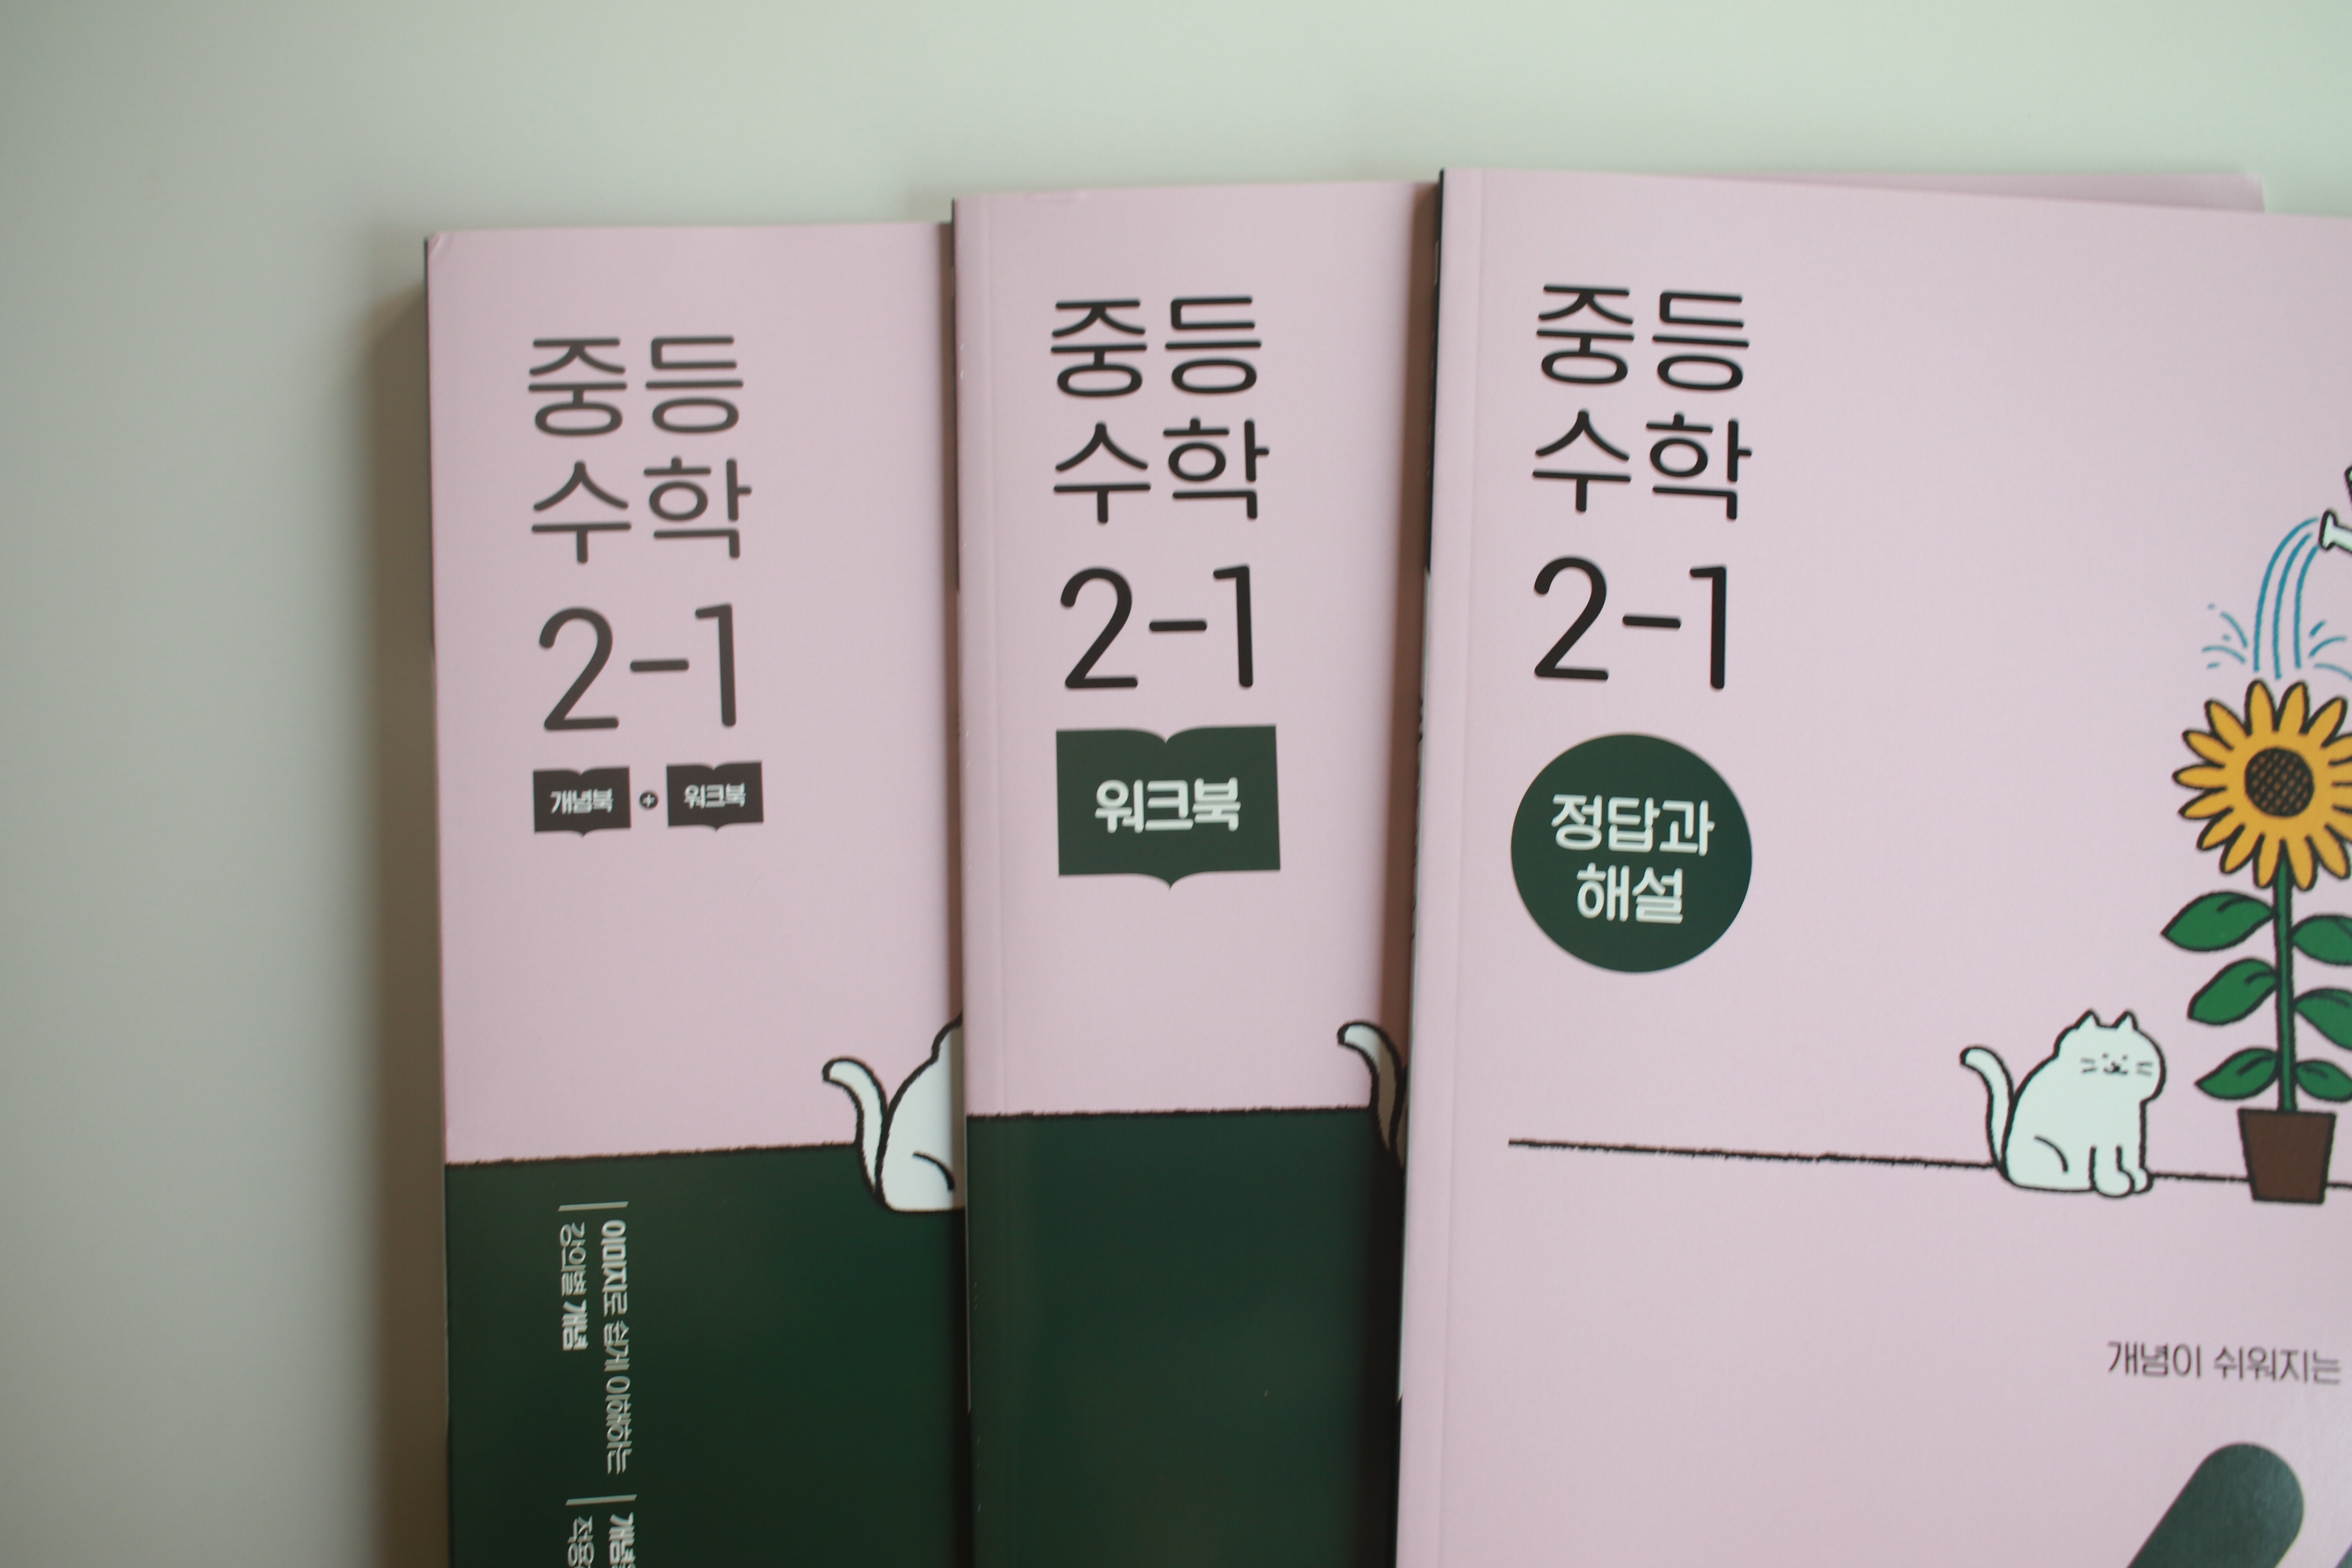 중등
수학
2-1
개념북 + 워크북
이미지로 쉽게 이해하는
강의별 개념
중등
수학
2-1
워크북
중등
수학
2-1
정답과
해설
개념이 쉬워지는